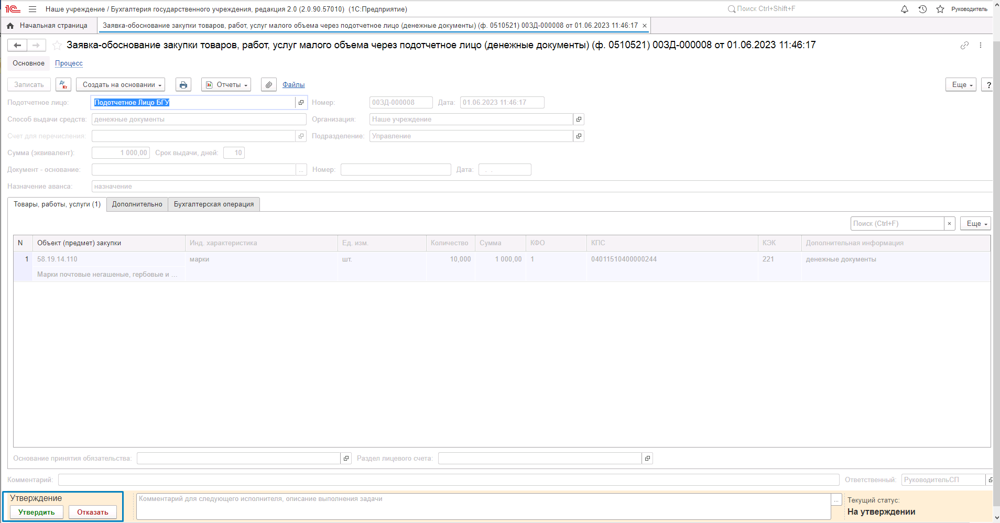 1С Наше учреждение / Бухгалтерия государственного учреждения, редакция 2.0 (2.0.90.57010) (1С:Предприятие) Поиск Ctrl+Shift+F Руководитель
Начальная страница Заявка-обоснование закупки товаров, работ, услуг малого объема через подотчетное лицо (денежные документы) (ф. 0510521) 00ЗД-000008 от 01.06.2023 11:46:17 ×
Заявка-обоснование закупки товаров, работ, услуг малого объема через подотчетное лицо (денежные документы) (ф. 0510521) 00ЗД-000008 от 01.06.2023 11:46:17
Основное Процесс
Записать Дт Кт Создать на основании Отчеты Файлы Еще ?
Подотчетное лицо: Подотчетное Лицо БГУ Номер: 00ЗД-000008 Дата: 01.06.2023 11:46:17
Способ выдачи средств: денежные документы Организация: Наше учреждение
Счет для перечисления: Подразделение: Управление
Сумма (эквивалент): 1 000,00 Срок выдачи, дней: 10
Документ - основание: ... Номер: Дата: . .
Назначение аванса: назначение
Товары, работы, услуги (1) Дополнительно Бухгалтерская операция
Поиск (Ctrl+F) × Еще
N Объект (предмет) закупки Инд. характеристика Ед. изм. Количество Сумма КФО КПС КЭК Дополнительная информация
1 58.19.14.110 марки шт. 10,000 1 000,00 1 04011510400000244 221 денежные документы
Марки почтовые негашеные, гербовые и ...
Основание принятия обязательства: Раздел лицевого счета:
Комментарий: Ответственный: РуководительСП
Утверждение Комментарий для следующего исполнителя, описание выполнения задачи ... Текущий статус:
Утвердить Отказать На утверждении